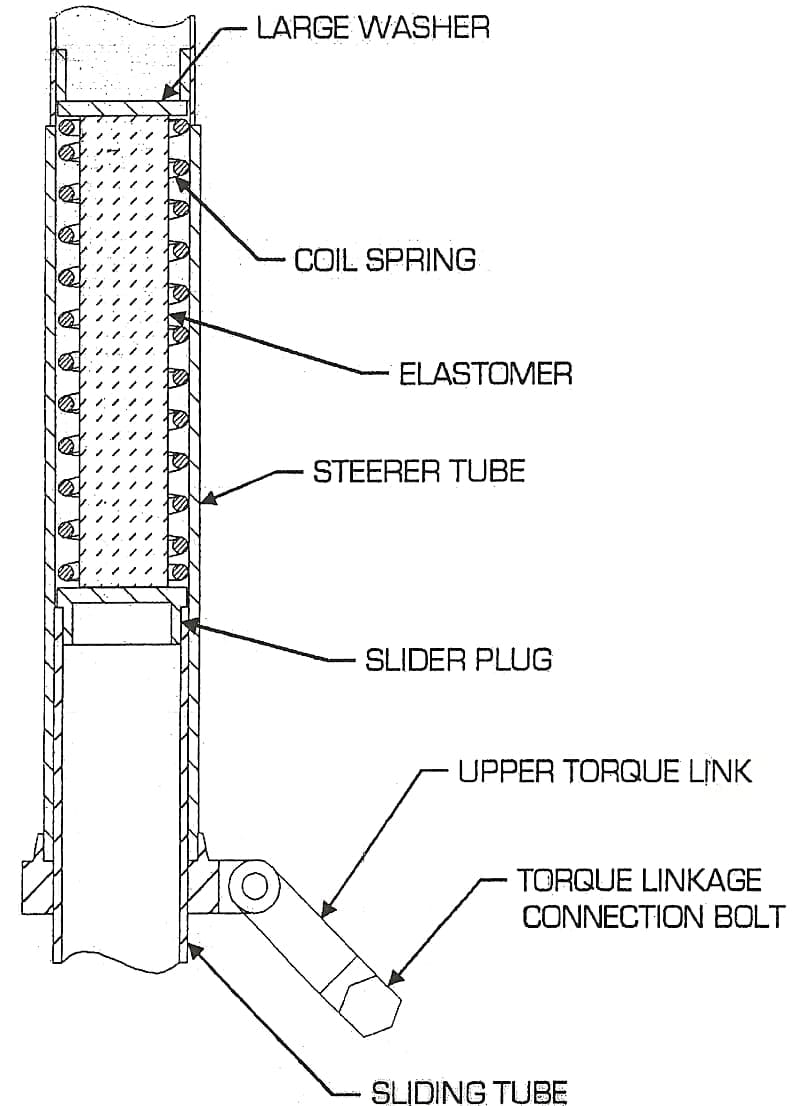 LARGE WASHER
COIL SPRING
ELASTOMER
STEERER TUBE
SLIDER PLUG
UPPER TORQUE LINK
TORQUE LINKAGE
CONNECTION BOLT
SLIDING TUBE